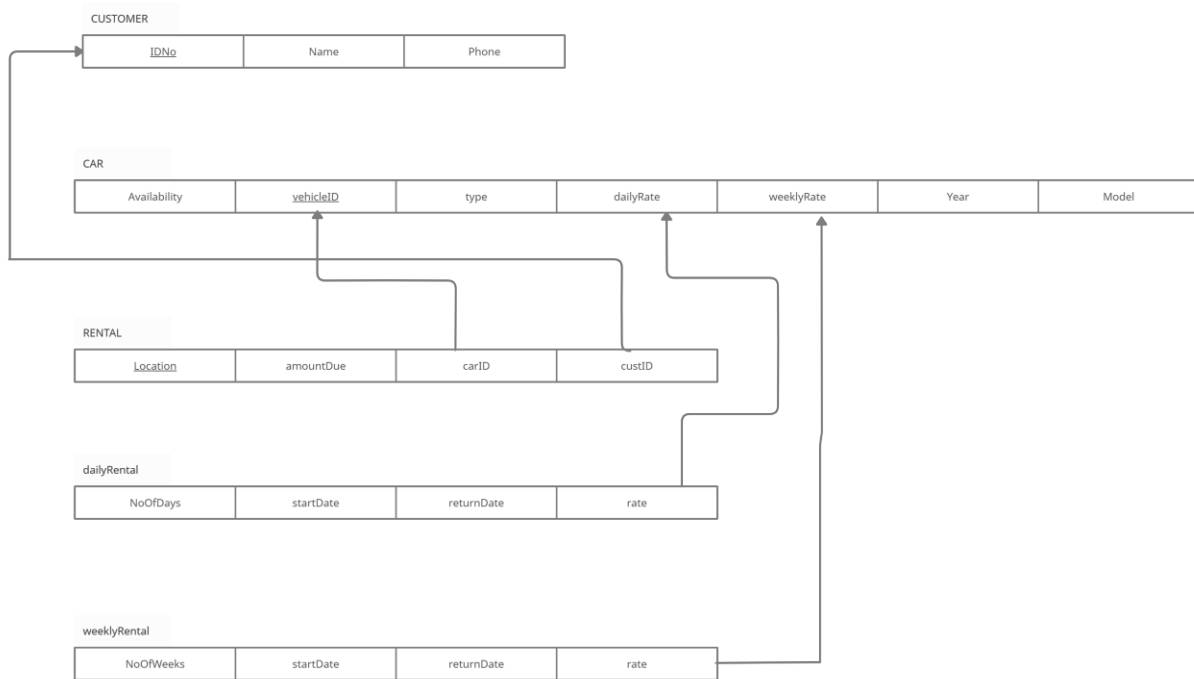 CUSTOMER
IDNo Name Phone
CAR
Availability vehicleID type dailyRate weeklyRate Year Model
RENTAL
Location amountDue carID custID
dailyRental
NoOfDays startDate returnDate rate
weeklyRental
NoOfWeeks startDate returnDate rate